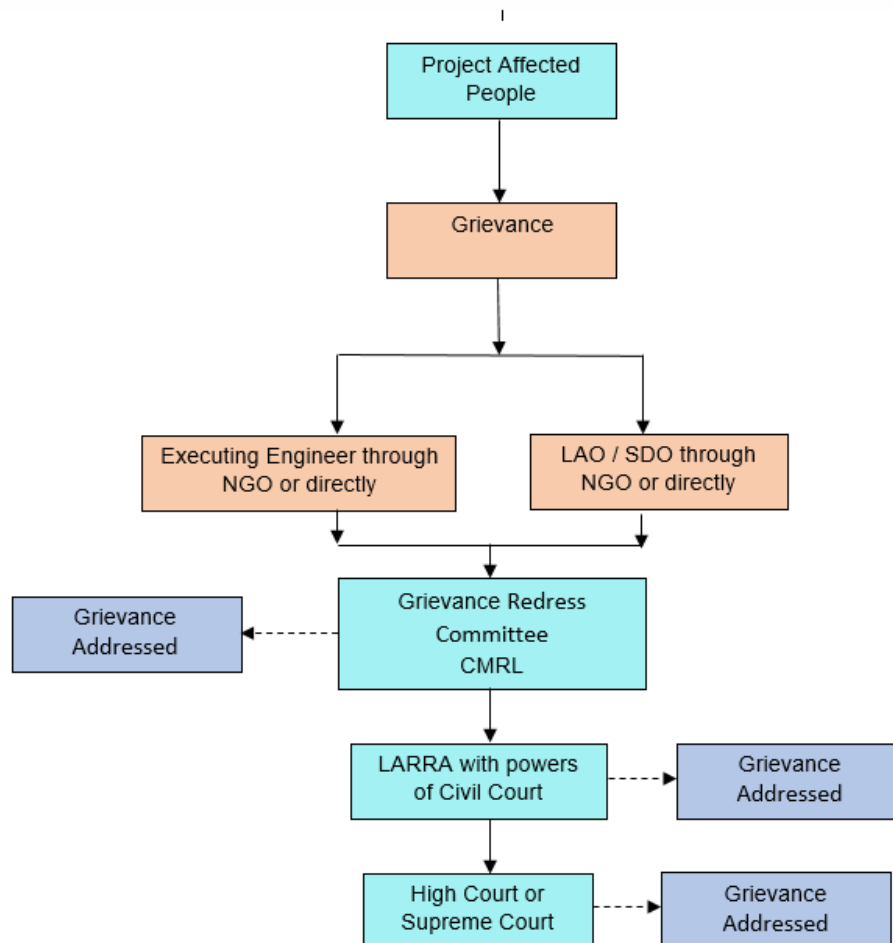 Project Affected
People
Grievance
Executing Engineer through
NGO or directly
LAO / SDO through
NGO or directly
Grievance Redress
Committee
CMRL
Grievance
Addressed
LARRA with powers
of Civil Court
Grievance
Addressed
High Court or
Supreme Court
Grievance
Addressed